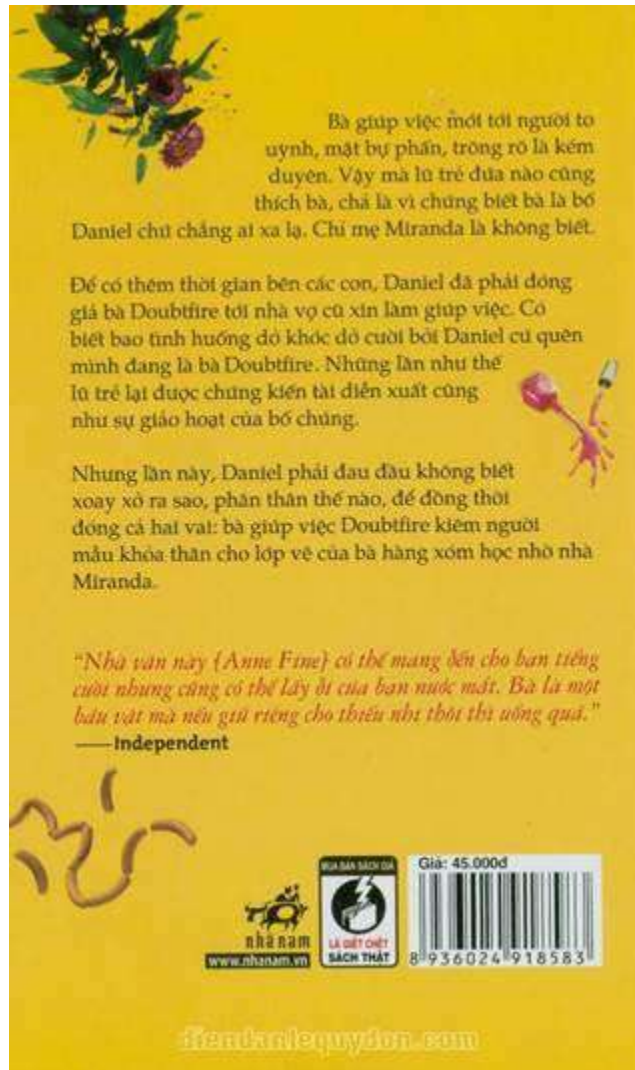 Bà giúp việc mới tới người to
uỳnh, mặt bự phấn, trông rõ là kém
duyên. Vậy mà lũ trẻ đứa nào cũng
thích bà, chả là vì chúng biết bà là bố
Daniel chứ chẳng ai xa lạ. Chỉ mẹ Miranda là không biết.
Để có thêm thời gian bên các con, Daniel đã phải đóng
giả bà Doubtfire tới nhà vợ cũ xin làm giúp việc. Có
biết bao tình huống dở khóc dở cười bởi Daniel cứ quên
mình đang là bà Doubtfire. Những lần như thế
lũ trẻ lại được chứng kiến tài diễn xuất cũng
như sự giảo hoạt của bố chúng.
Nhưng lần này, Daniel phải đau đầu không biết
xoay xở ra sao, phân thân thế nào, để đồng thời
đóng cả hai vai: bà giúp việc Doubtfire kiêm người
mẫu khỏa thân cho lớp vẽ của bà hàng xóm học nhờ nhà
Miranda.
"Nhà văn này {Anne Fine} có thể mang đến cho bạn tiếng
cười nhưng cũng có thể lấy đi của bạn nước mắt. Bà là một
báu vật mà nếu giữ riêng cho thiếu nhi thôi thì uổng quá."
——Independent
nhã nam
www.nhanam.vn
MUA BÁN SÁCH GIẢ
LÀ GIẾT CHẾT
SÁCH THẬT
Giá: 45.000đ
8 936024 918583
diendanlequydon.com